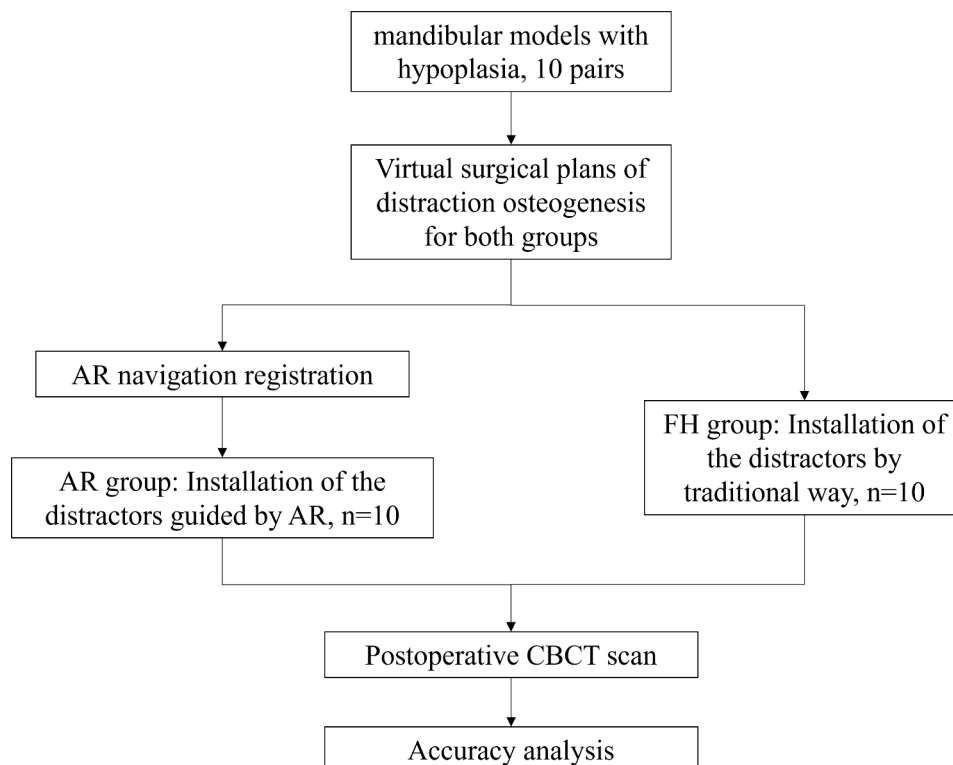 mandibular models with
hypoplasia, 10 pairs
Virtual surgical plans of
distraction osteogenesis
for both groups
AR navigation registration
AR group: Installation of the
distractors guided by AR, n=10
FH group: Installation of
the distractors by
traditional way, n=10
Postoperative CBCT scan
Accuracy analysis